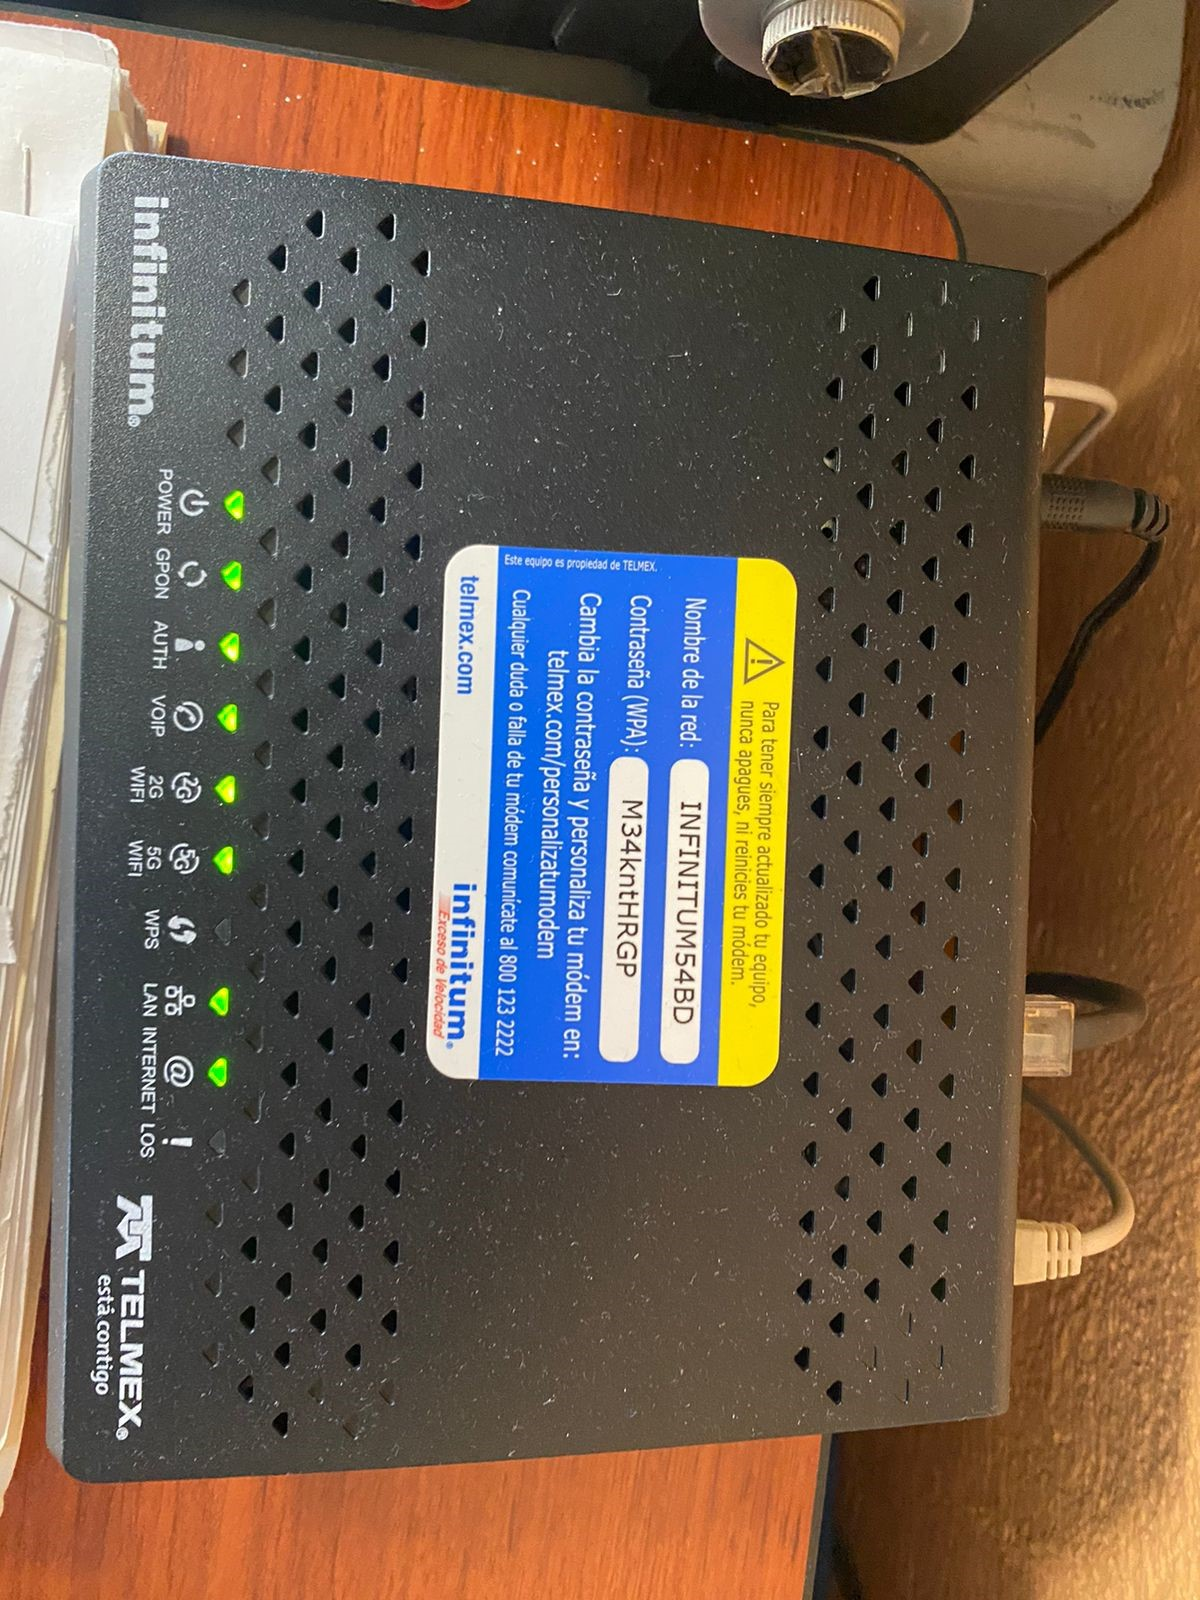 Para tener siempre actualizado tu equipo,
nunca apagues, ni reinicies tu módem.
Nombre de la red: INFINITUM54BD
Contraseña (WPA): M34kntHRGP
Cambia la contraseña y personaliza tu módem en:
telmex.com/personalizatumodem
Este equipo es propiedad de TELMEX.
Cualquier duda o falla de tu módem comunícate al 800 123 2222
telmex.com
infinitum®
Exceso de Velocidad
2G
5G
@
!
POWER
GPON
AUTH
VOIP
2G
WIFI
5G
WIFI
WPS
LAN
INTERNET
LOS
infinitum®
TELMEX®
está contigo